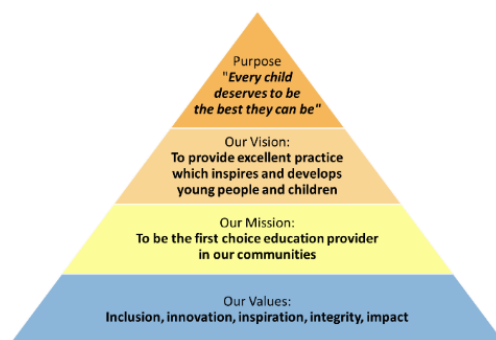 Purpose
"Every child
deserves to be
the best they can be"
Our Vision:
To provide excellent practice
which inspires and develops
young people and children
Our Mission:
To be the first choice education provider
in our communities
Our Values:
Inclusion, innovation, inspiration, integrity, impact